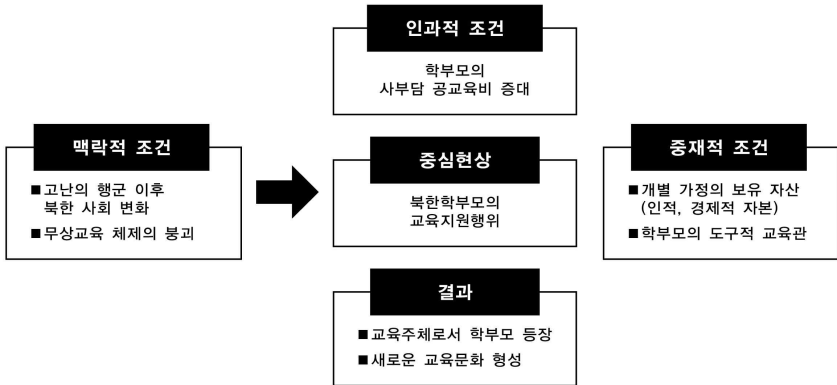 인과적 조건
학부모의
사부담 공교육비 증대
맥락적 조건
■고난의 행군 이후
북한 사회 변화
■무상교육 체제의 붕괴
중심현상
북한학부모의
교육지원행위
중재적 조건
■개별 가정의 보유 자산
(인적, 경제적 자본)
■학부모의 도구적 교육관
결과
■교육주체로서 학부모 등장
■새로운 교육문화 형성